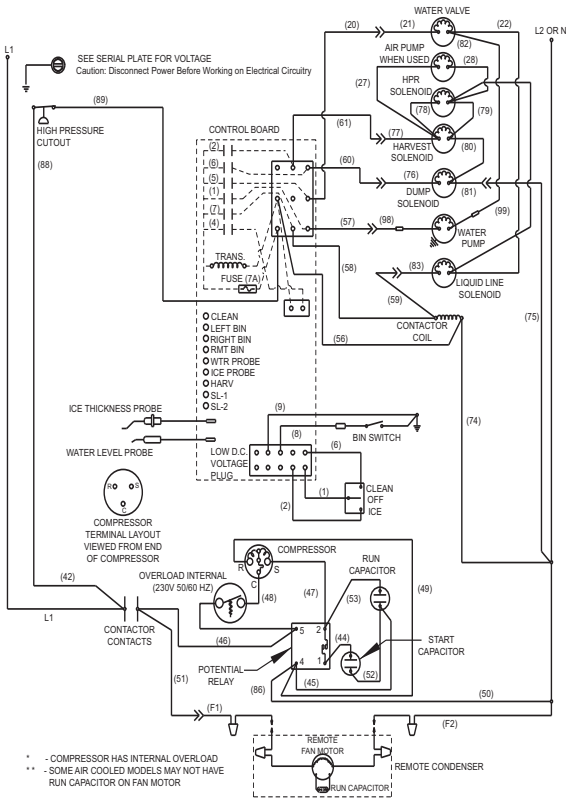 WATER VALVE
(20)
(21)
(22)
L2 OR N
L1
(82)
AIR PUMP
WHEN USED
SEE SERIAL PLATE FOR VOLTAGE
Caution: Disconnect Power Before Working on Electrical Circuitry
(28)
(27)
HPR
SOLENOID
(89)
(78)
(79)
HIGH PRESSURE
CUTOUT
(88)
CONTROL BOARD
(61)
(77)
HARVEST
SOLENOID
(80)
(2)
(6)
(5)
(1)
(7)
(4)
(60)
(76)
DUMP
SOLENOID
(81)
(99)
(57)
(98)
WATER
PUMP
TRANS.
FUSE (7A)
(58)
(83)
LIQUID LINE
SOLENOID
(59)
(75)
CONTACTOR
COIL
(56)
CLEAN
LEFT BIN
RIGHT BIN
RMT BIN
WTR PROBE
ICE PROBE
HARV
SL-1
SL-2
(74)
ICE THICKNESS PROBE
(9)
(8)
BIN SWITCH
WATER LEVEL PROBE
LOW D.C.
VOLTAGE
PLUG
(6)
(1)
(2)
CLEAN
OFF
ICE
R
S
C
COMPRESSOR
TERMINAL LAYOUT
VIEWED FROM END
OF COMPRESSOR
COMPRESSOR
R
S
C
RUN
CAPACITOR
(42)
OVERLOAD INTERNAL
(230V 50/60 HZ)
(48)
(47)
(53)
(49)
L1
CONTACTOR
CONTACTS
(46)
5
2
4
1
(44)
START
CAPACITOR
POTENTIAL
RELAY
(52)
(51)
(86)
(45)
(50)
(F1)
(F2)
REMOTE
FAN MOTOR
REMOTE CONDENSER
RUN CAPACITOR
* - COMPRESSOR HAS INTERNAL OVERLOAD
** - SOME AIR COOLED MODELS MAY NOT HAVE
RUN CAPACITOR ON FAN MOTOR